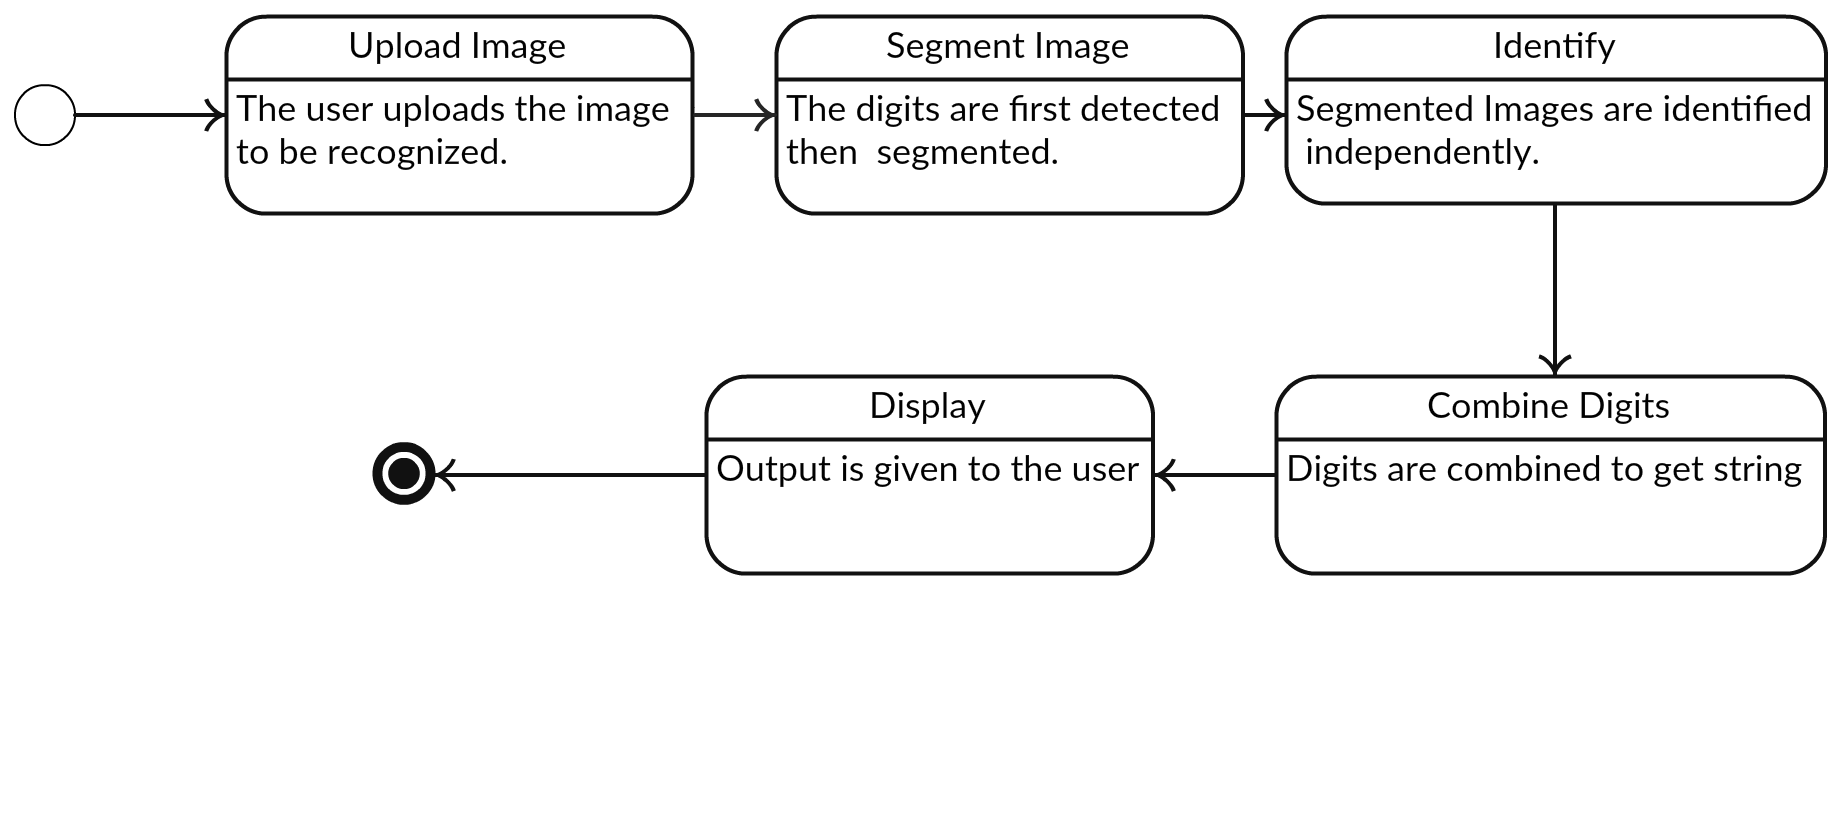 Upload Image
The user uploads the image
to be recognized.
Segment Image
The digits are first detected
then  segmented.
Identify
Segmented Images are identified
independently.
Combine Digits
Digits are combined to get string
Display
Output is given to the user